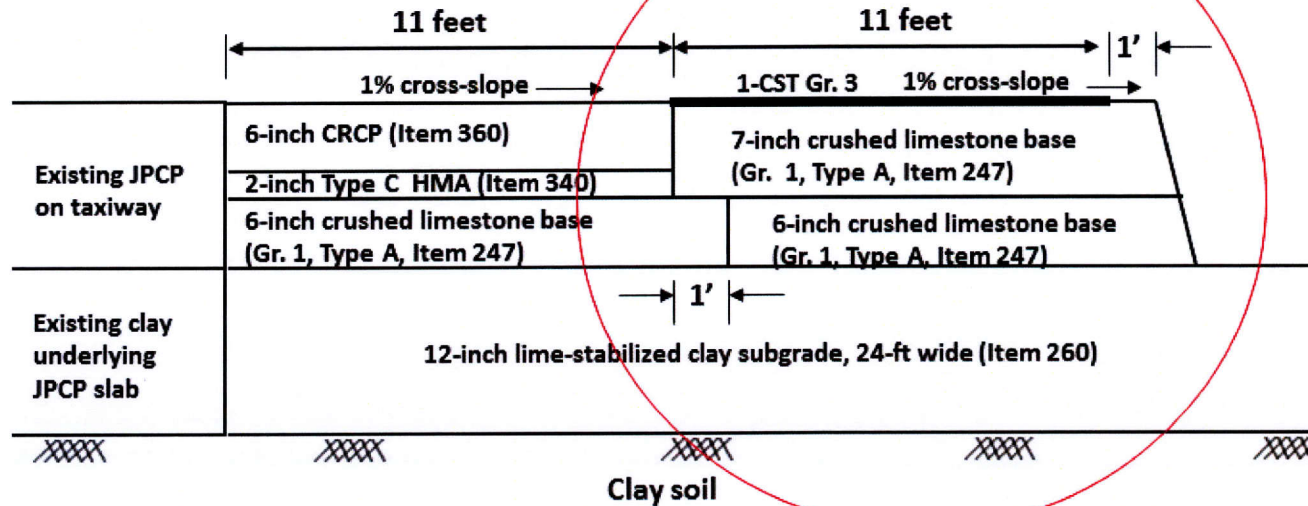 11 feet
11 feet
1'
1% cross-slope
1-CST Gr. 3
1% cross-slope
Existing JPCP
on taxiway
6-inch CRCP (Item 360)
2-inch Type C HMA (Item 340)
6-inch crushed limestone base
(Gr. 1, Type A, Item 247)
7-inch crushed limestone base
(Gr. 1, Type A, Item 247)
6-inch crushed limestone base
(Gr. 1, Type A, Item 247)
1'
Existing clay
underlying
JPCP slab
12-inch lime-stabilized clay subgrade, 24-ft wide (Item 260)
Clay soil